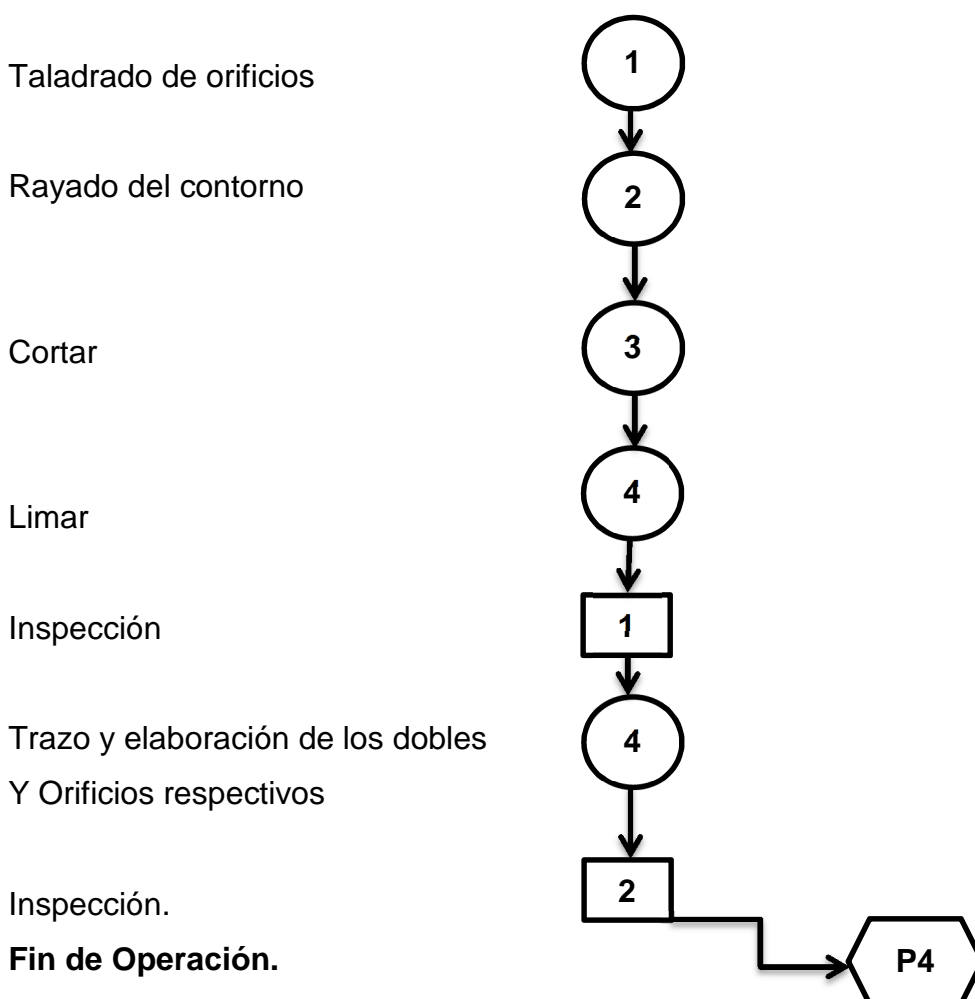 Taladrado de orificios
1
Rayado del contorno
2
Cortar
3
Limar
4
Inspección
1
Trazo y elaboración de los dobles
Y Orificios respectivos
4
Inspección.
2
Fin de Operación.
P4